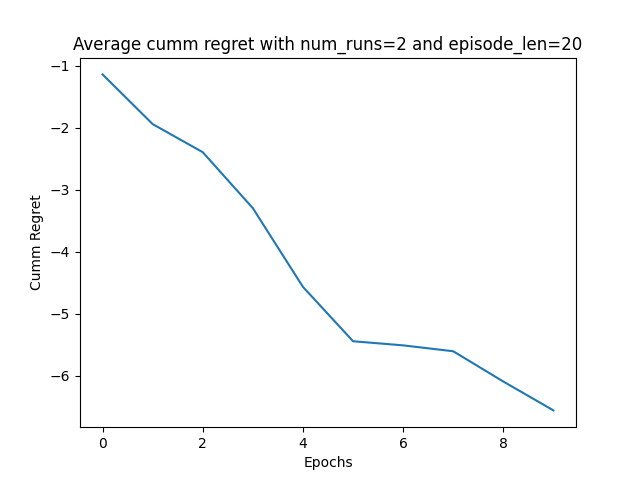 Average cumm regret with num_runs=2 and episode_len=20
−1
−2
−3
−4
−5
−6
Cumm Regret
0 2 4 6 8
Epochs